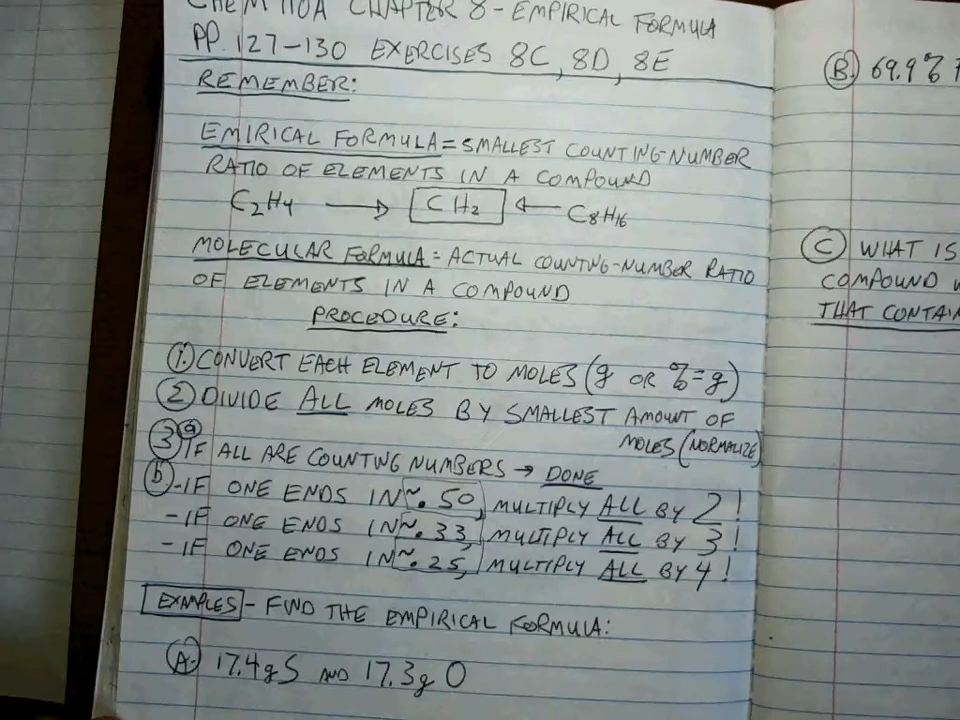 CHEM 110A CHAPTER 8 - EMPIRICAL FORMULA
PP. 127-130 EXERCISES 8C, 8D, 8E
REMEMBER:
EMIRICAL FORMULA = SMALLEST COUNTING-NUMBER
RATIO OF ELEMENTS IN A COMPOUND
C2H4 → CH2 ← C8H16
MOLECULAR FORMULA = ACTUAL COUNTING-NUMBER RATIO
OF ELEMENTS IN A COMPOUND
PROCEDURE:
1. CONVERT EACH ELEMENT TO MOLES (g OR % = g)
2 DIVIDE ALL MOLES BY SMALLEST AMOUNT OF
MOLES (NORMALIZE)
3 a IF ALL ARE COUNTING NUMBERS → DONE
b -IF ONE ENDS IN ~.50, MULTIPLY ALL BY 2!
-IF ONE ENDS IN ~.33, MULTIPLY ALL BY 3!
-IF ONE ENDS IN ~.25, MULTIPLY ALL BY 4!
EXAMPLES - FIND THE EMPIRICAL FORMULA:
A. 17.4g S AND 17.3g O
B. 69.9%
C WHAT IS
COMPOUND
THAT CONTAIN